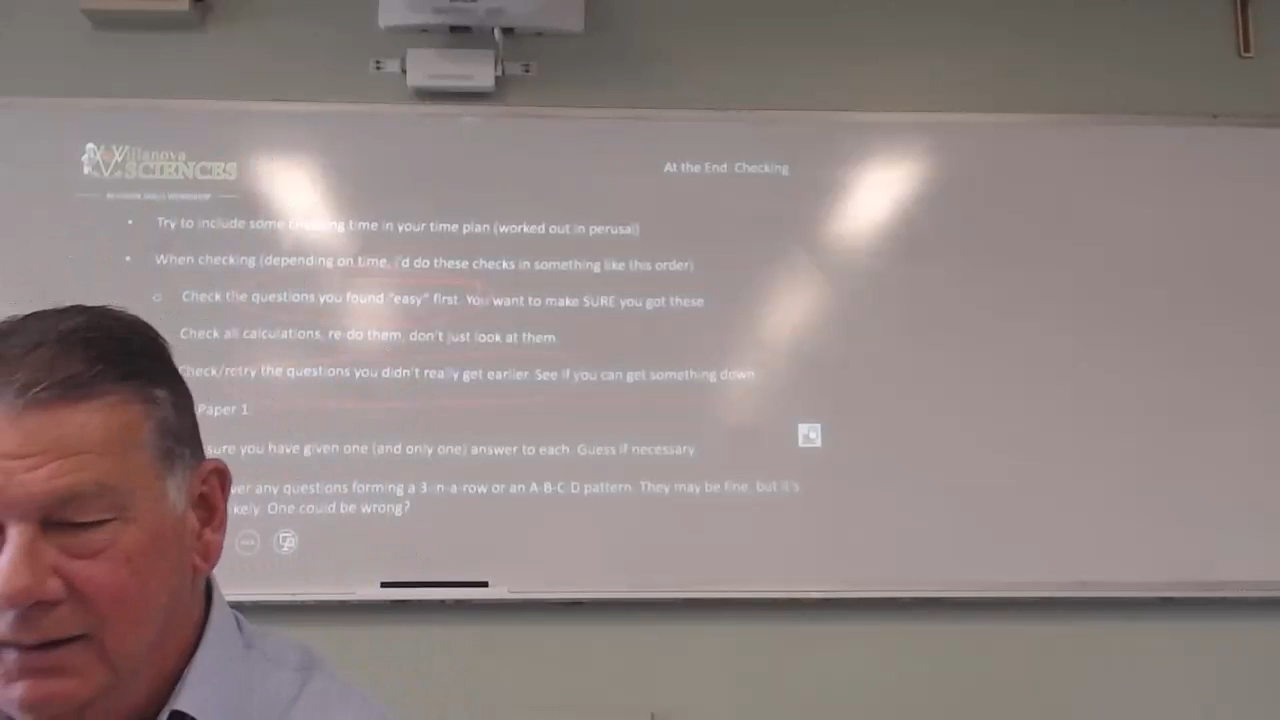 Villanova
SCIENCES
At the End Checking
Try to include some checking time in your time plan (worked out in perusal)
When checking (depending on time, I'd do these checks in something like this order)
Check the questions you found "easy" first. You want to make SURE you got these
Check all calculations, re-do them, don't just look at them.
Check/retry the questions you didn't really get earlier. See if you can get something down
Paper 1
sure you have given one (and only one) answer to each. Guess if necessary
ver any questions forming a 3-in-a-row or an A-B-C-D pattern. They may be fine, but it's
kely. One could be wrong?